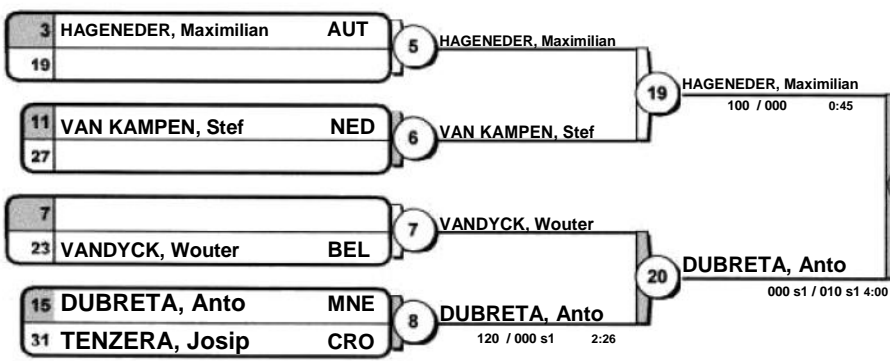 3 HAGENEDER, Maximilian AUT
19
5 HAGENEDER, Maximilian
11 VAN KAMPEN, Stef NED
27
6 VAN KAMPEN, Stef
19 HAGENEDER, Maximilian
100 / 000 0:45
7
23 VANDYCK, Wouter BEL
7 VANDYCK, Wouter
15 DUBRETA, Anto MNE
31 TENZERA, Josip CRO
8 DUBRETA, Anto
120 / 000 s1 2:26
20 DUBRETA, Anto
000 s1 / 010 s1 4:00